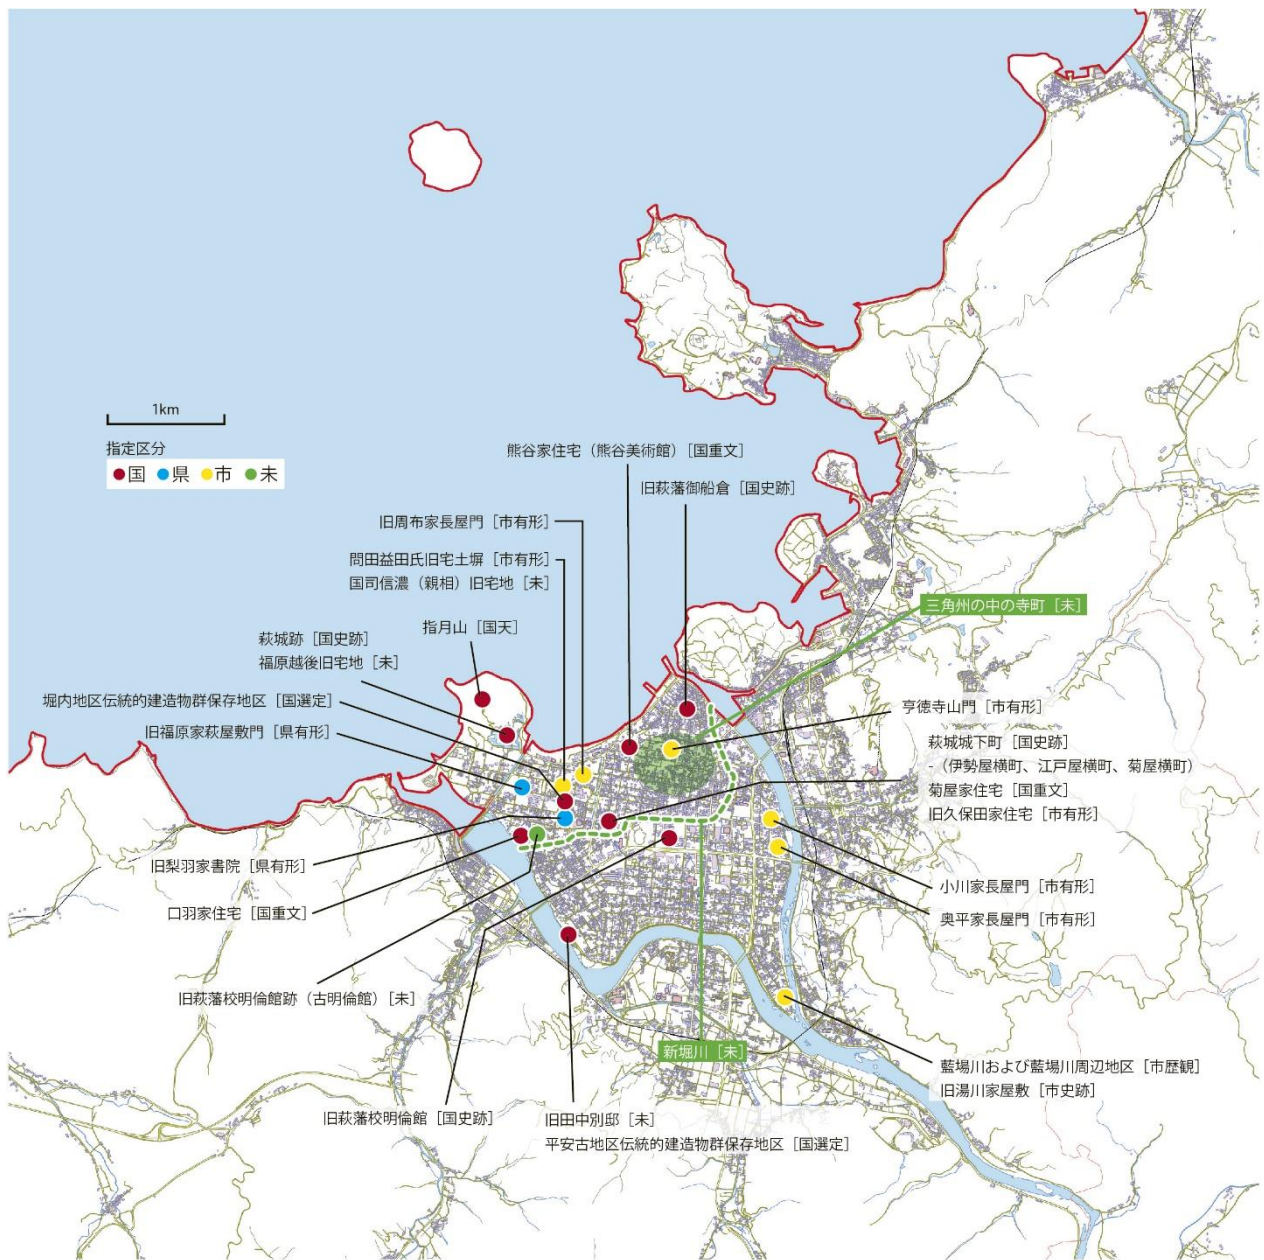 1km
指定区分
国 県 市 未
熊谷家住宅（熊谷美術館）［国重文］
旧萩藩御船倉［国史跡］
旧周布家長屋門［市有形］
問田益田氏旧宅土塀［市有形］
国司信濃（親相）旧宅地［未］
三角州の中の寺町［未］
指月山［国天］
萩城跡［国史跡］
福原越後旧宅地［未］
堀内地区伝統的建造物群保存地区［国選定］
旧福原家萩屋敷門［県有形］
亨徳寺山門［市有形］
萩城城下町［国史跡］
-（伊勢屋横町、江戸屋横町、菊屋横町）
菊屋家住宅［国重文］
旧久保田家住宅［市有形］
旧梨羽家書院［県有形］
小川家長屋門［市有形］
口羽家住宅［国重文］
奥平家長屋門［市有形］
旧萩藩校明倫館跡（古明倫館）［未］
新堀川［未］
藍場川および藍場川周辺地区［市歴観］
旧湯川家屋敷［市史跡］
旧萩藩校明倫館［国史跡］
旧田中別邸［未］
平安古地区伝統的建造物群保存地区［国選定］